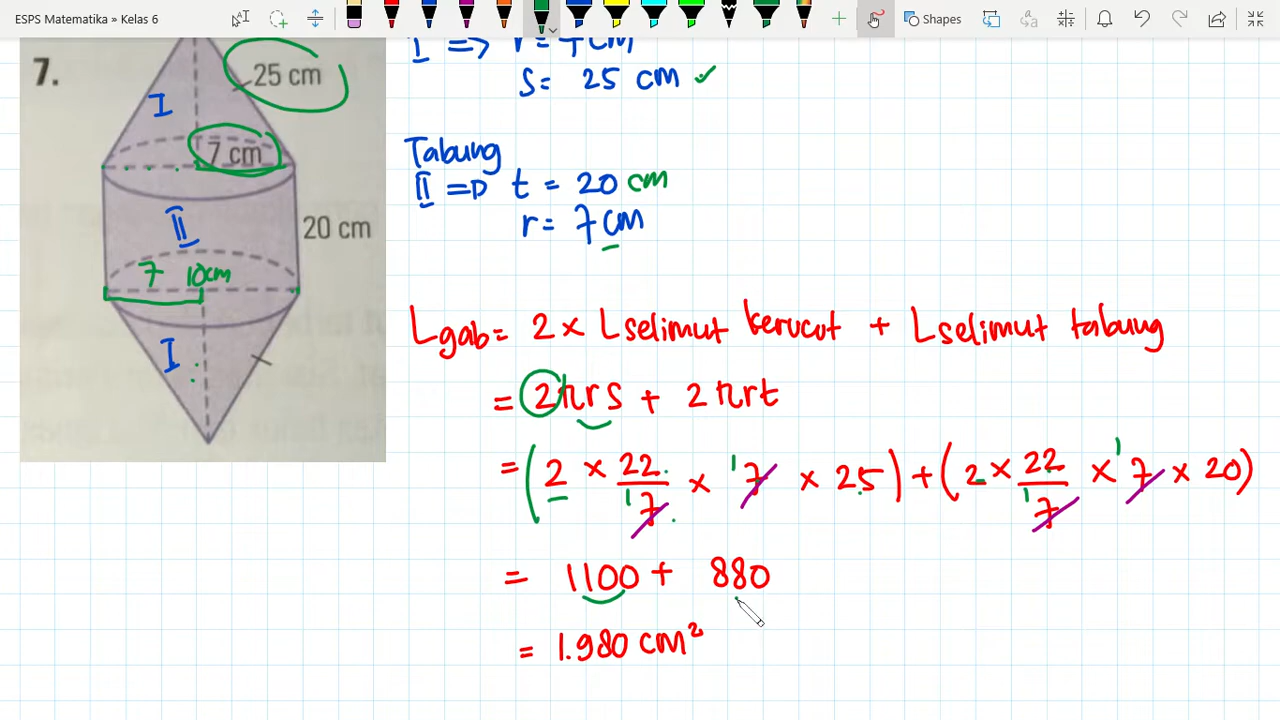 ESPS Matematika » Kelas 6
Shapes
7.
25 cm
I
7 cm
II
20 cm
7 10cm
I
I => r = 7 cm
s = 25 cm ✓
Tabung
II => t = 20 cm
r = 7 cm
Lgab = 2 × Lselimut kerucut + Lselimut tabung
= 2πrs + 2πrt
= (2 × 22/7 × 7 × 25) + (2 × 22/7 × 7 × 20)
= 1100 + 880
= 1.980 cm²